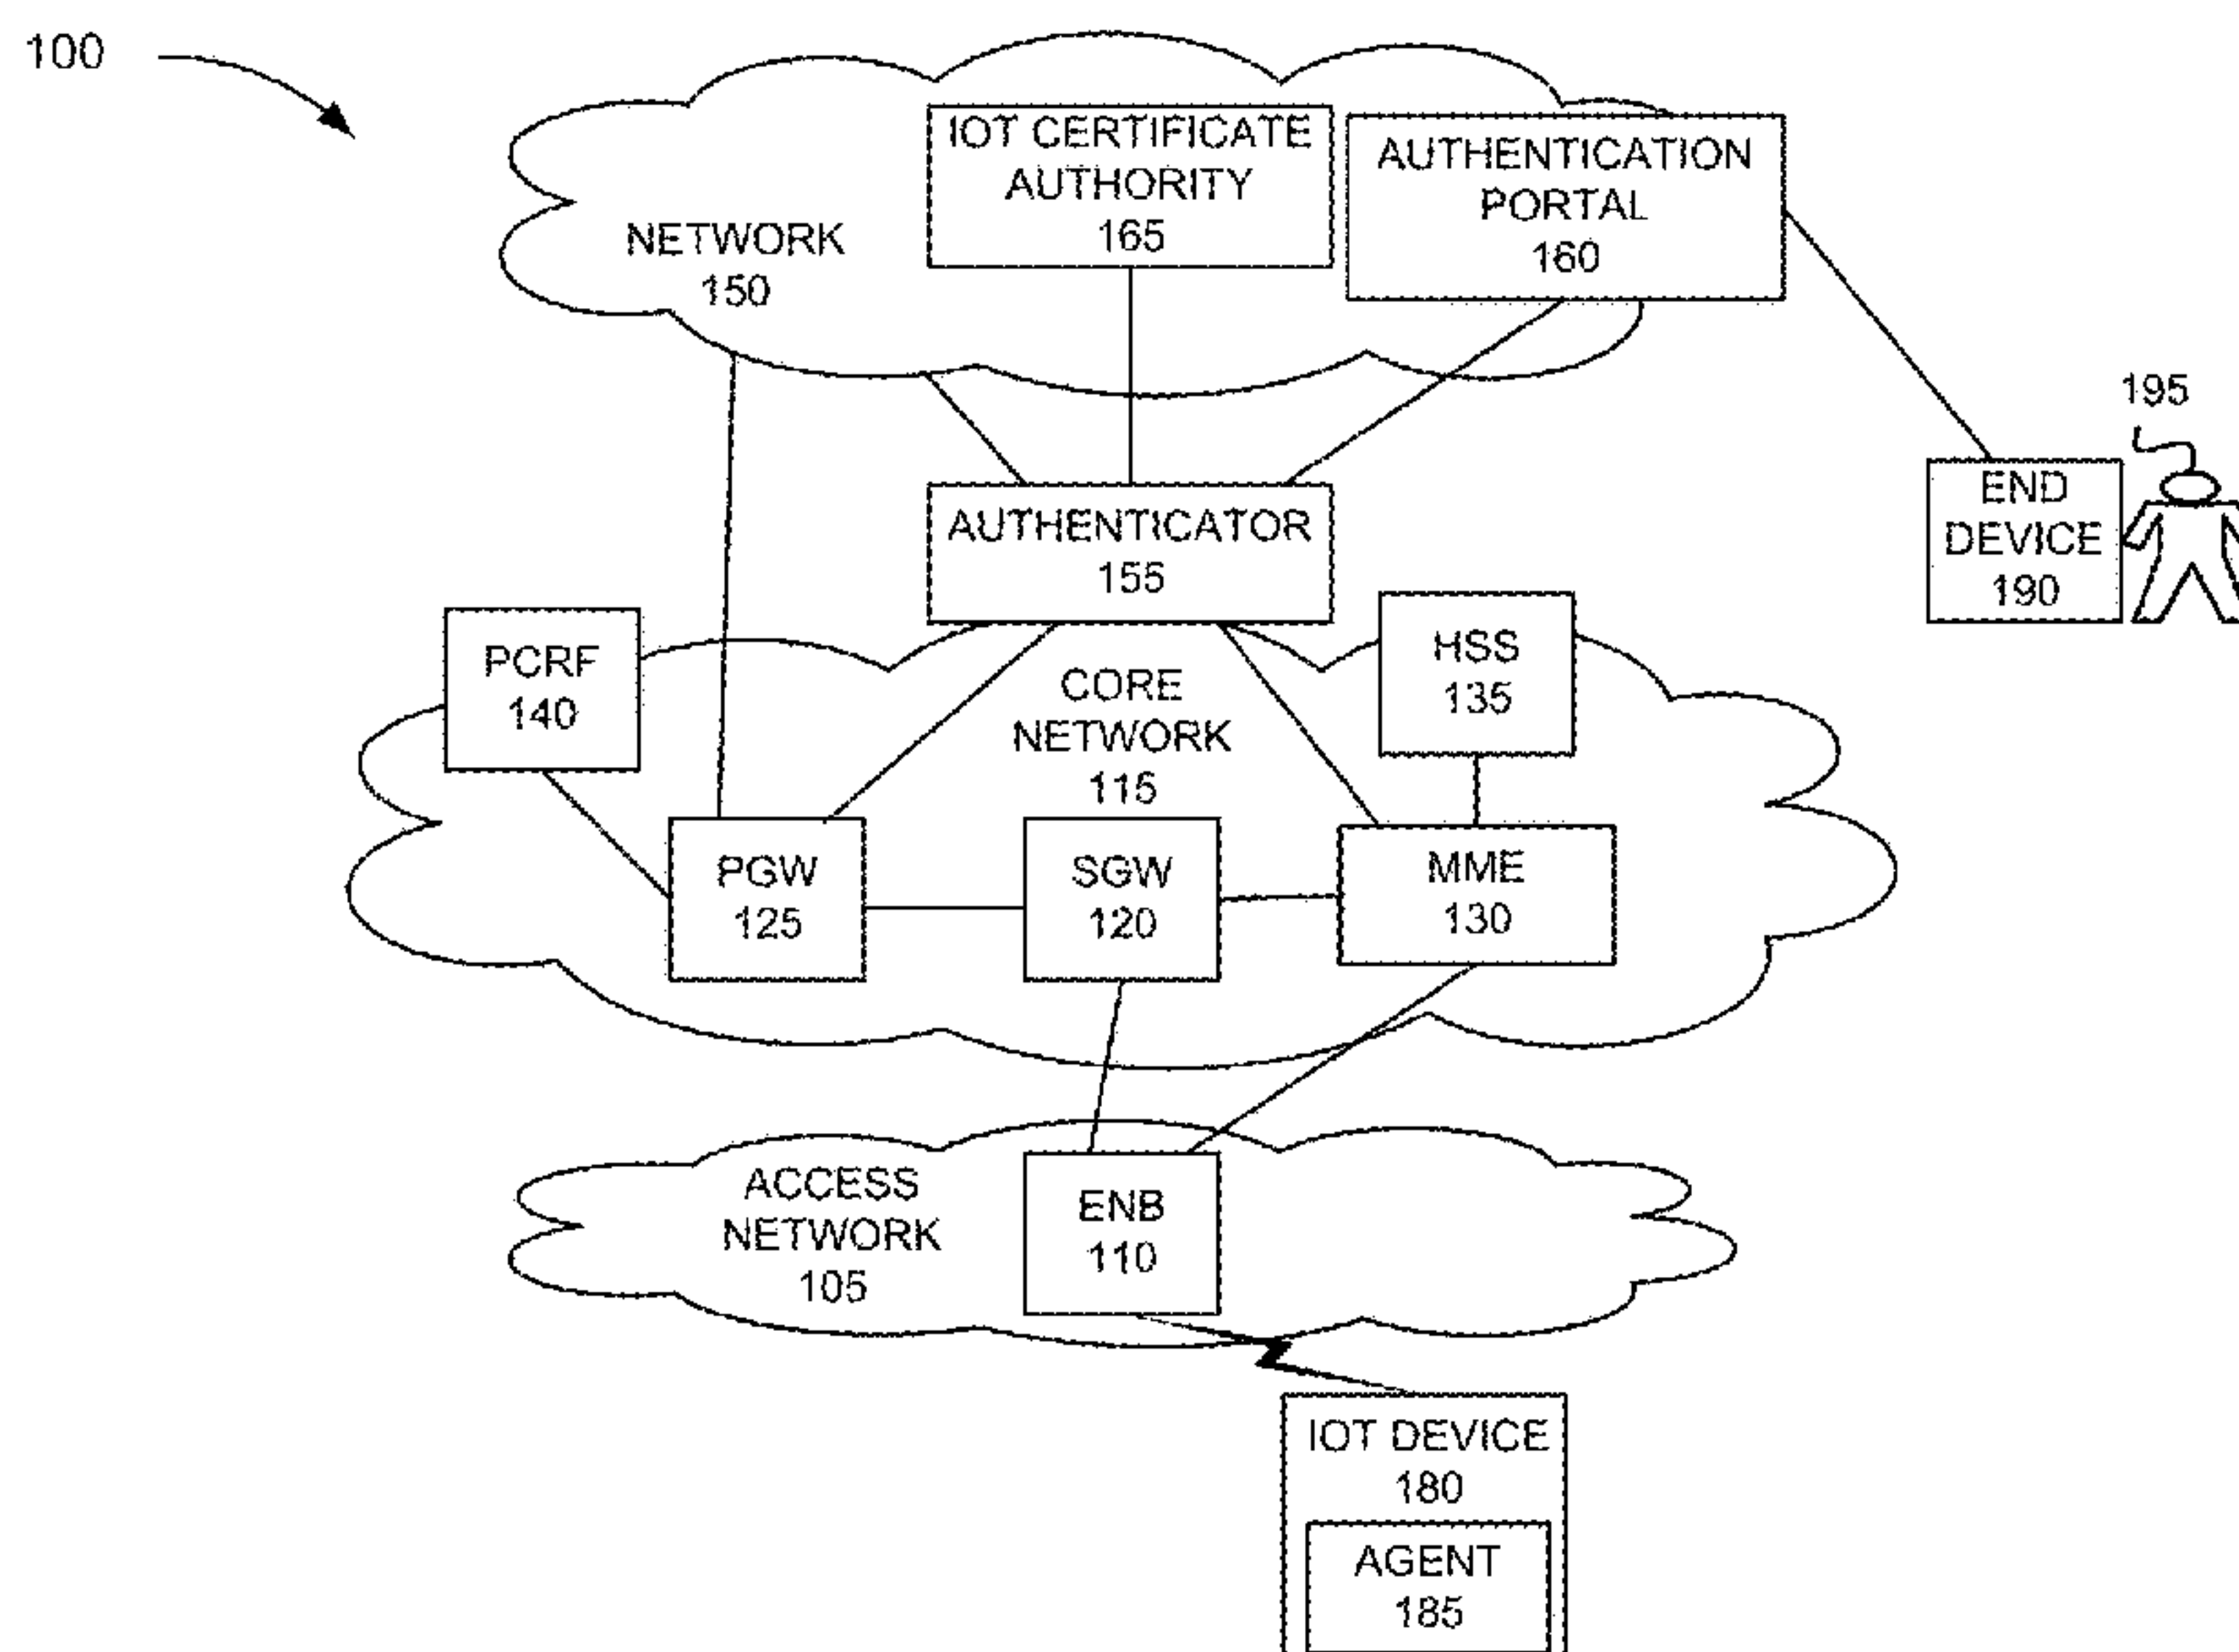 100
IOT CERTIFICATE
AUTHORITY
165
AUTHENTICATION
PORTAL
160
NETWORK
150
195
END
DEVICE
190
AUTHENTICATOR
155
PCRF
140
HSS
135
CORE
NETWORK
115
PGW
125
SGW
120
MME
130
ACCESS
NETWORK
105
ENB
110
IOT DEVICE
180
AGENT
185